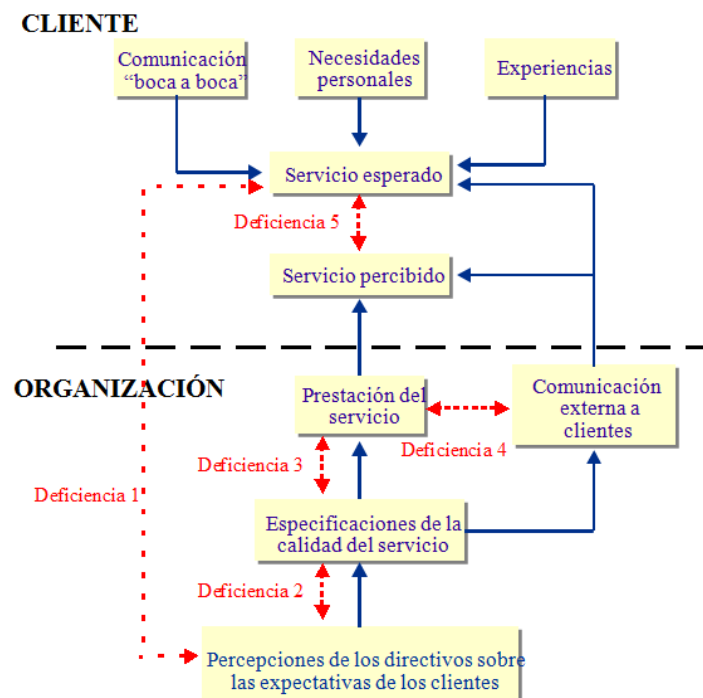 CLIENTE
Comunicación
“boca a boca”
Necesidades
personales
Experiencias
Servicio esperado
Deficiencia 5
Servicio percibido
ORGANIZACIÓN
Prestación del
servicio
Comunicación
externa a
clientes
Deficiencia 4
Deficiencia 3
Deficiencia 1
Especificaciones de la
calidad del servicio
Deficiencia 2
Percepciones de los directivos sobre
las expectativas de los clientes